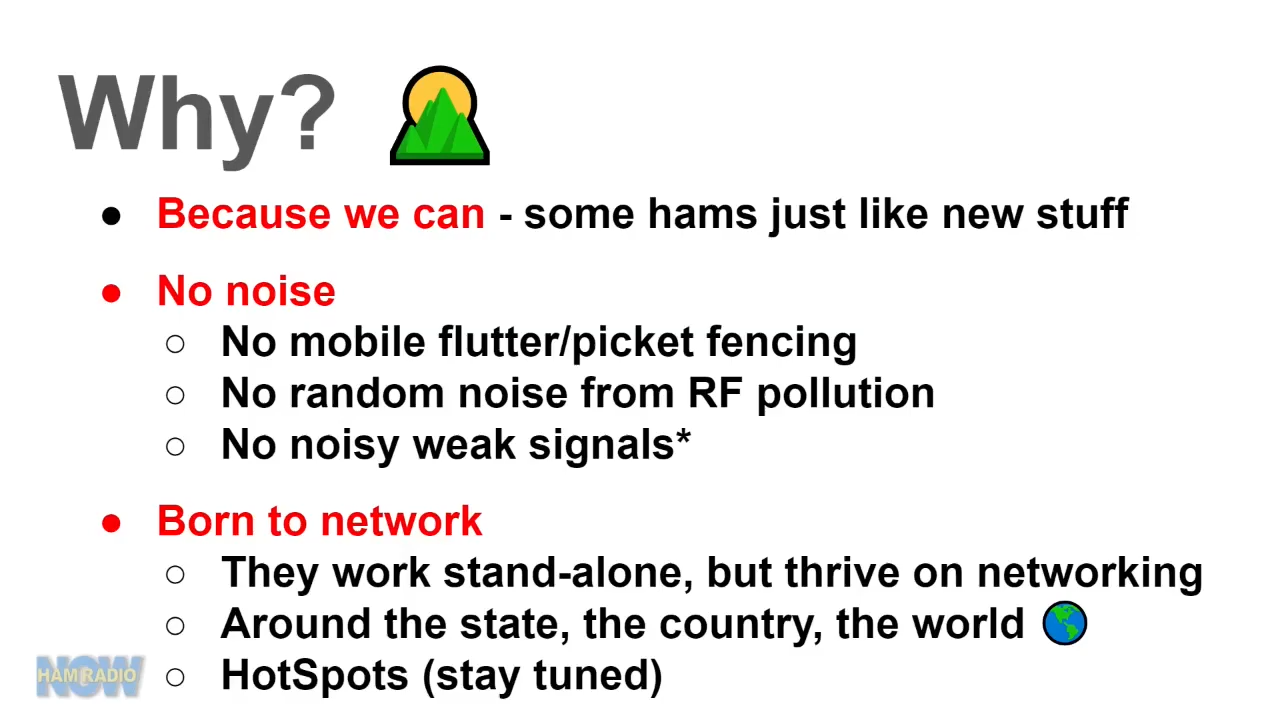 Why?
● Because we can - some hams just like new stuff
● No noise
○ No mobile flutter/picket fencing
○ No random noise from RF pollution
○ No noisy weak signals*
● Born to network
○ They work stand-alone, but thrive on networking
○ Around the state, the country, the world
○ HotSpots (stay tuned)
HAM RADIO
NOW